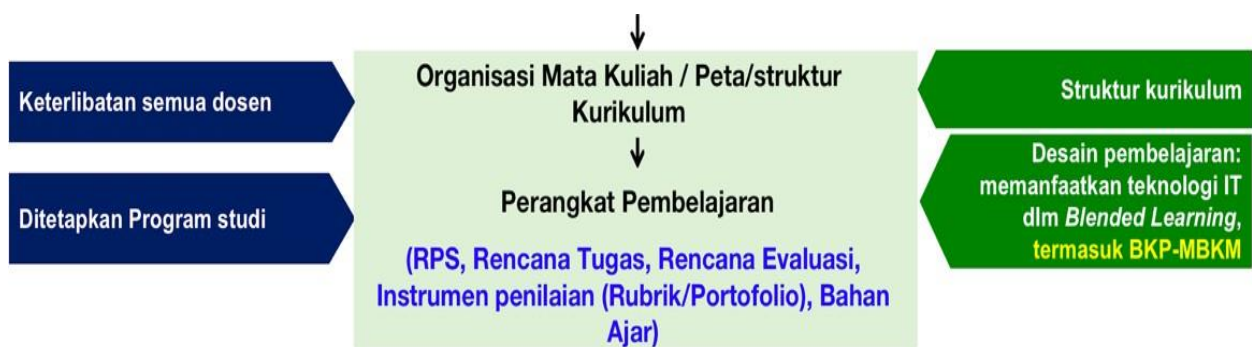 Keterlibatan semua dosen
Ditetapkan Program studi
Organisasi Mata Kuliah / Peta/struktur
Kurikulum
Perangkat Pembelajaran
(RPS, Rencana Tugas, Rencana Evaluasi,
Instrumen penilaian (Rubrik/Portofolio), Bahan
Ajar)
Struktur kurikulum
Desain pembelajaran:
memanfaatkan teknologi IT
dlm Blended Learning,
termasuk BKP-MBKM